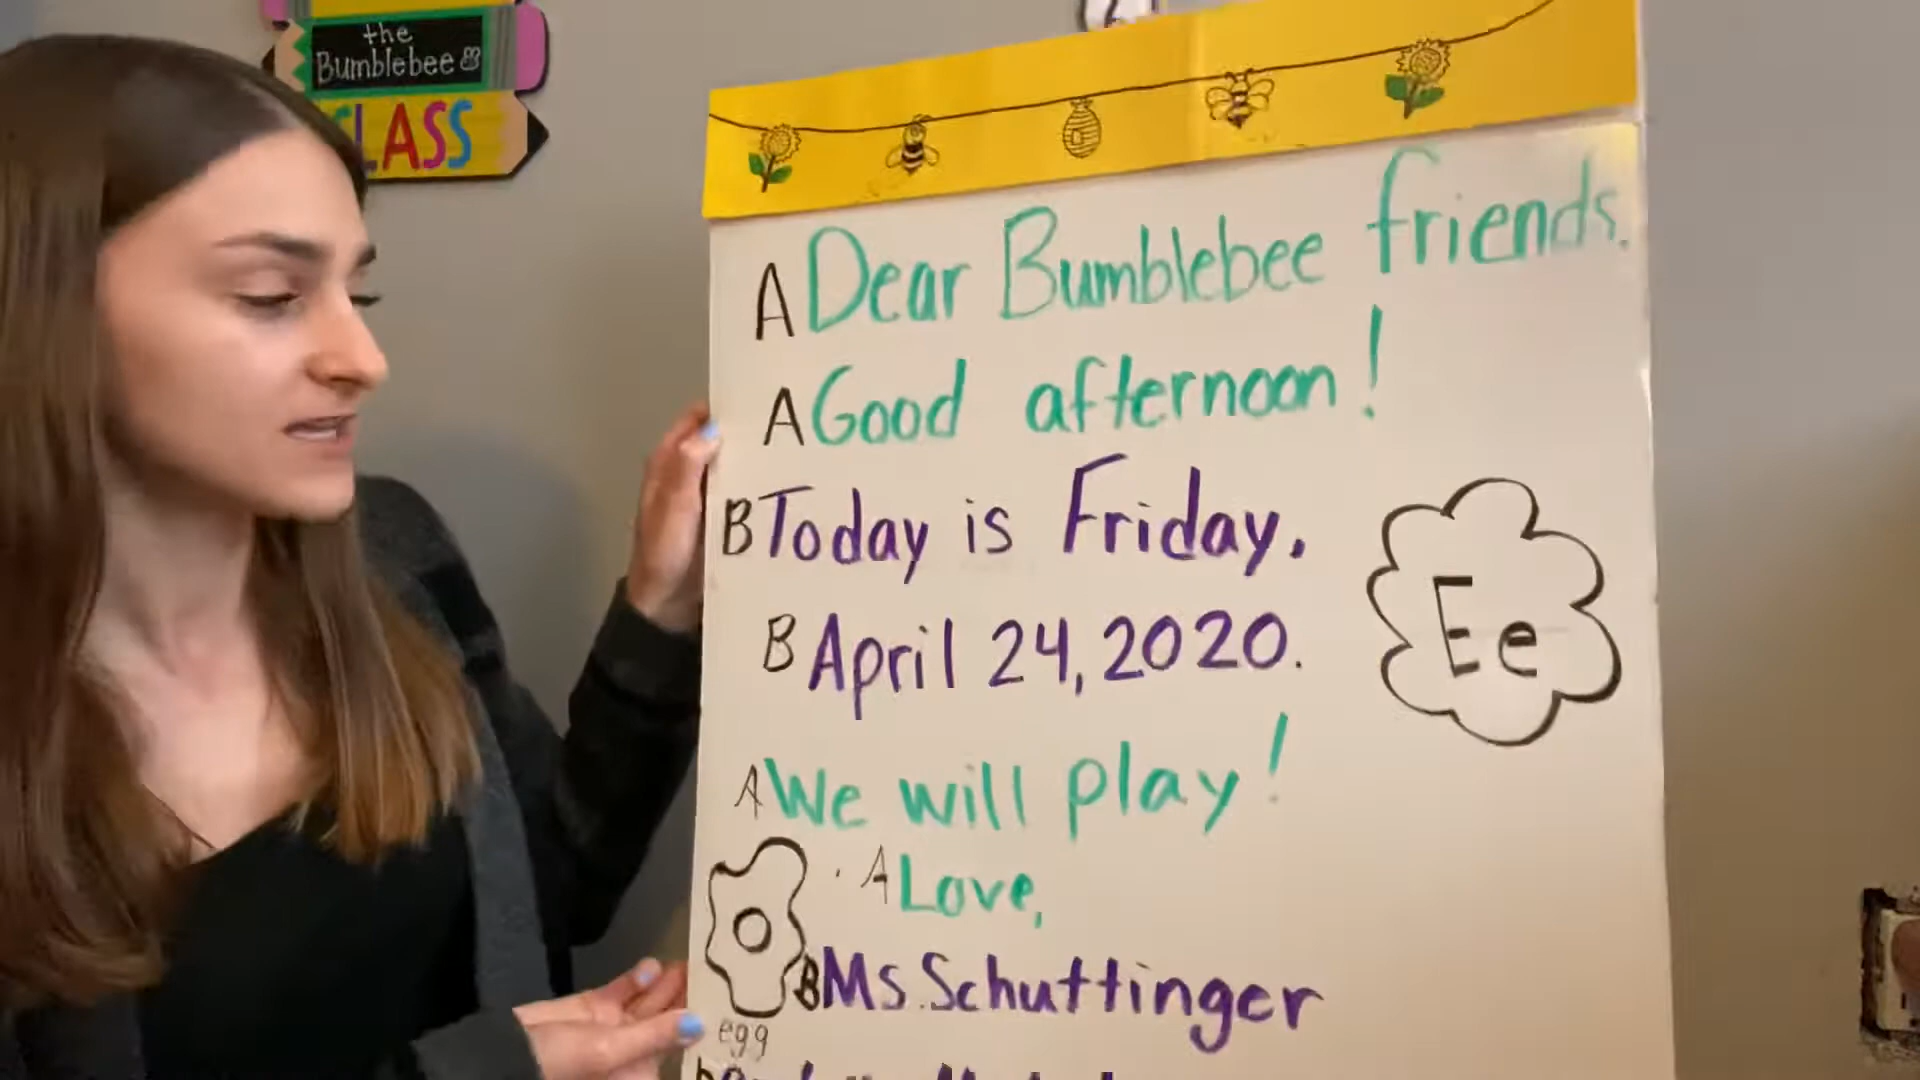 the
Bumblebee
CLASS
A Dear Bumblebee friends.
A Good afternoon!
B Today is Friday.
B April 24, 2020.
Ee
A We will play!
A Love,
B Ms. Schuttinger
egg